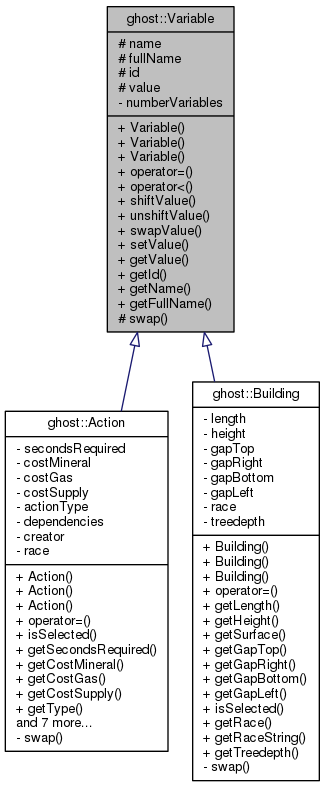 ghost::Variable
# name
# fullName
# id
# value
- numberVariables
+ Variable()
+ Variable()
+ Variable()
+ operator=()
+ operator<()
+ shiftValue()
+ unshiftValue()
+ swapValue()
+ setValue()
+ getValue()
+ getId()
+ getName()
+ getFullName()
# swap()
ghost::Action
- secondsRequired
- costMineral
- costGas
- costSupply
- actionType
- dependencies
- creator
- race
+ Action()
+ Action()
+ Action()
+ operator=()
+ isSelected()
+ getSecondsRequired()
+ getCostMineral()
+ getCostGas()
+ getCostSupply()
+ getType()
and 7 more...
- swap()
ghost::Building
- length
- height
- gapTop
- gapRight
- gapBottom
- gapLeft
- race
- treedepth
+ Building()
+ Building()
+ Building()
+ operator=()
+ getLength()
+ getHeight()
+ getSurface()
+ getGapTop()
+ getGapRight()
+ getGapBottom()
+ getGapLeft()
+ isSelected()
+ getRace()
+ getRaceString()
+ getTreedepth()
- swap()